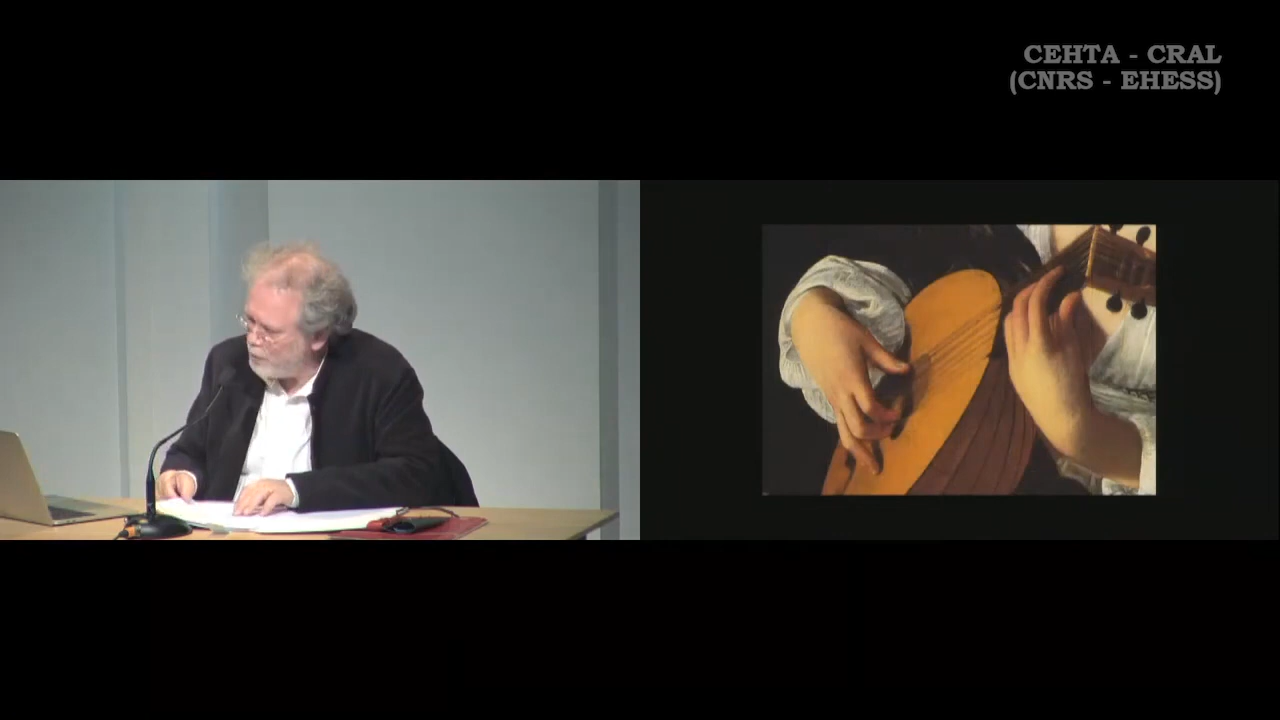 CEHTA - CRAL
(CNRS - EHESS)